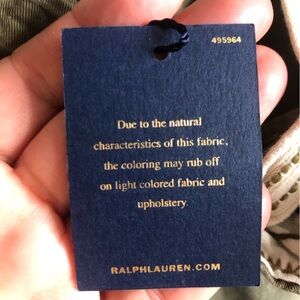 495964
Due to the natural
characteristics of this fabric,
the coloring may rub off
on light colored fabric and
upholstery.
RALPHLAUREN.COM